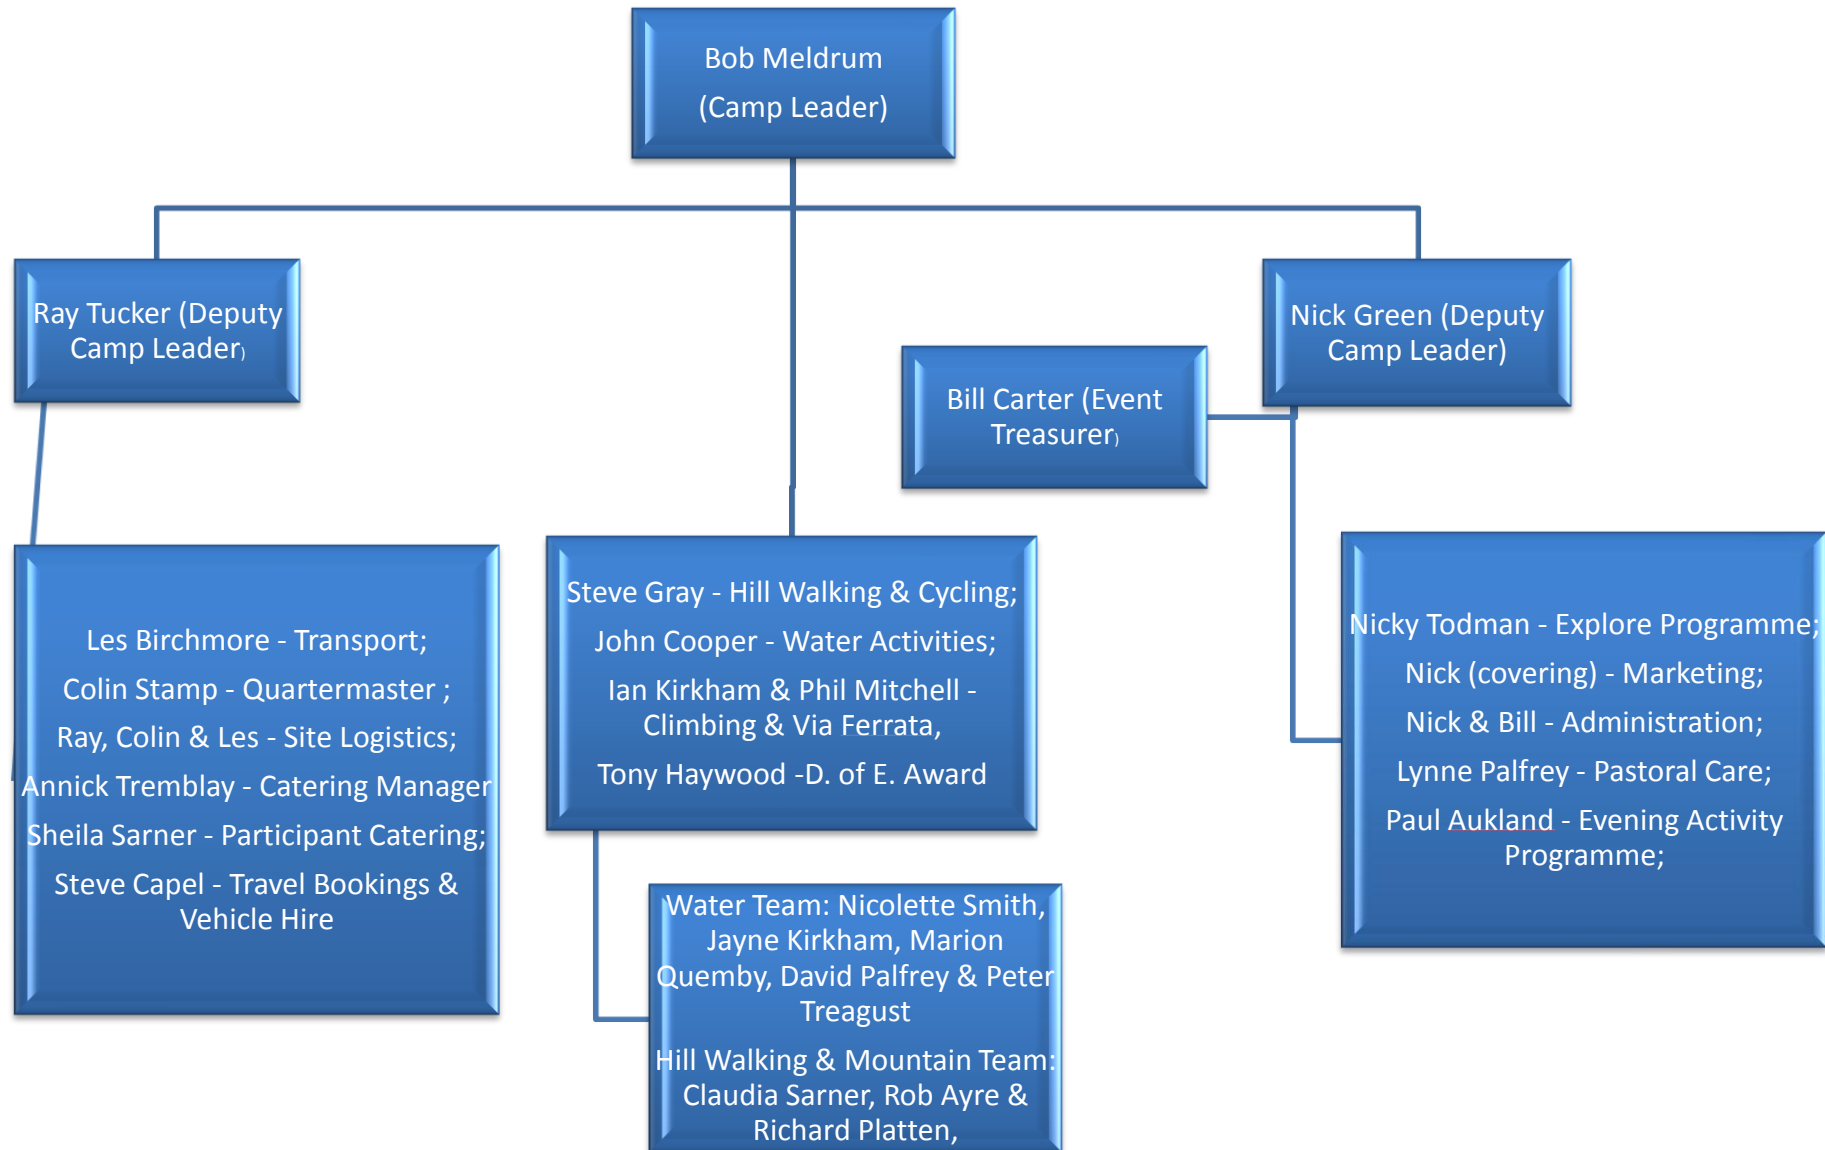 Bob Meldrum
(Camp Leader)
Ray Tucker (Deputy
Camp Leader)
Nick Green (Deputy
Camp Leader)
Bill Carter (Event
Treasurer)
Les Birchmore - Transport;
Colin Stamp - Quartermaster ;
Ray, Colin & Les - Site Logistics;
Annick Tremblay - Catering Manager
Sheila Sarner - Participant Catering;
Steve Capel - Travel Bookings &
Vehicle Hire
Steve Gray - Hill Walking & Cycling;
John Cooper - Water Activities;
Ian Kirkham & Phil Mitchell -
Climbing & Via Ferrata,
Tony Haywood -D. of E. Award
Water Team: Nicolette Smith,
Jayne Kirkham, Marion
Quemby, David Palfrey & Peter
Treagust
Hill Walking & Mountain Team:
Claudia Sarner, Rob Ayre &
Richard Platten,
Nicky Todman - Explore Programme;
Nick (covering) - Marketing;
Nick & Bill - Administration;
Lynne Palfrey - Pastoral Care;
Paul Aukland - Evening Activity
Programme;